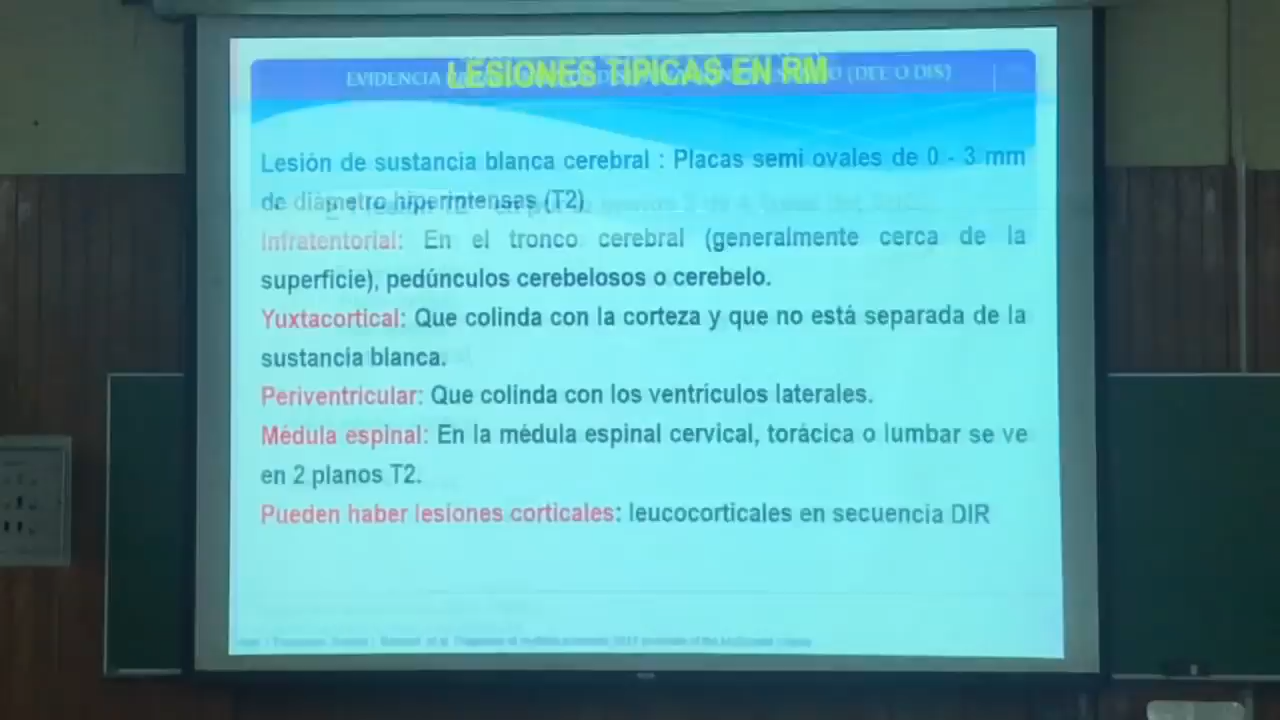 LESIONES TIPICAS EN RM
EVIDENCIA (DEE O DIS)
Lesión de sustancia blanca cerebral : Placas semi ovales de 0 - 3 mm
de diámetro hiperintensas (T2)
Infratentorial: En el tronco cerebral (generalmente cerca de la
superficie), pedúnculos cerebelosos o cerebelo.
Yuxtacortical: Que colinda con la corteza y que no está separada de la
sustancia blanca.
Periventricular: Que colinda con los ventrículos laterales.
Médula espinal: En la médula espinal cervical, torácica o lumbar se ve
en 2 planos T2.
Pueden haber lesiones corticales: leucocorticales en secuencia DIR